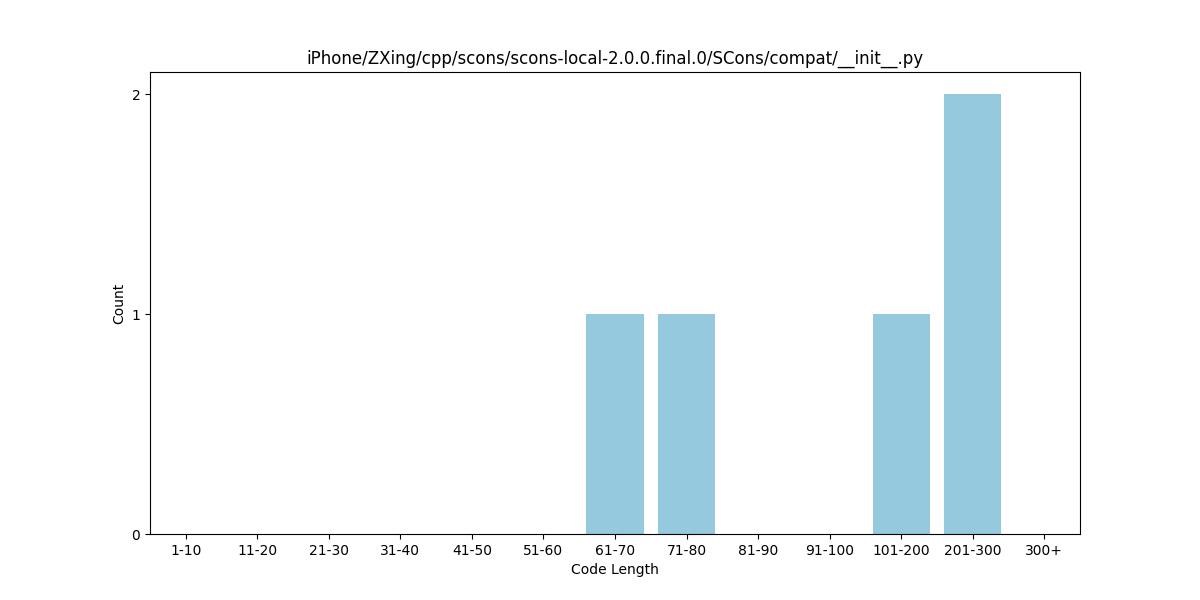 iPhone/ZXing/cpp/scons/scons-local-2.0.0.final.0/SCons/compat/__init__.py
2
1
0
Count
1-10 11-20 21-30 31-40 41-50 51-60 61-70 71-80 81-90 91-100 101-200 201-300 300+
Code Length